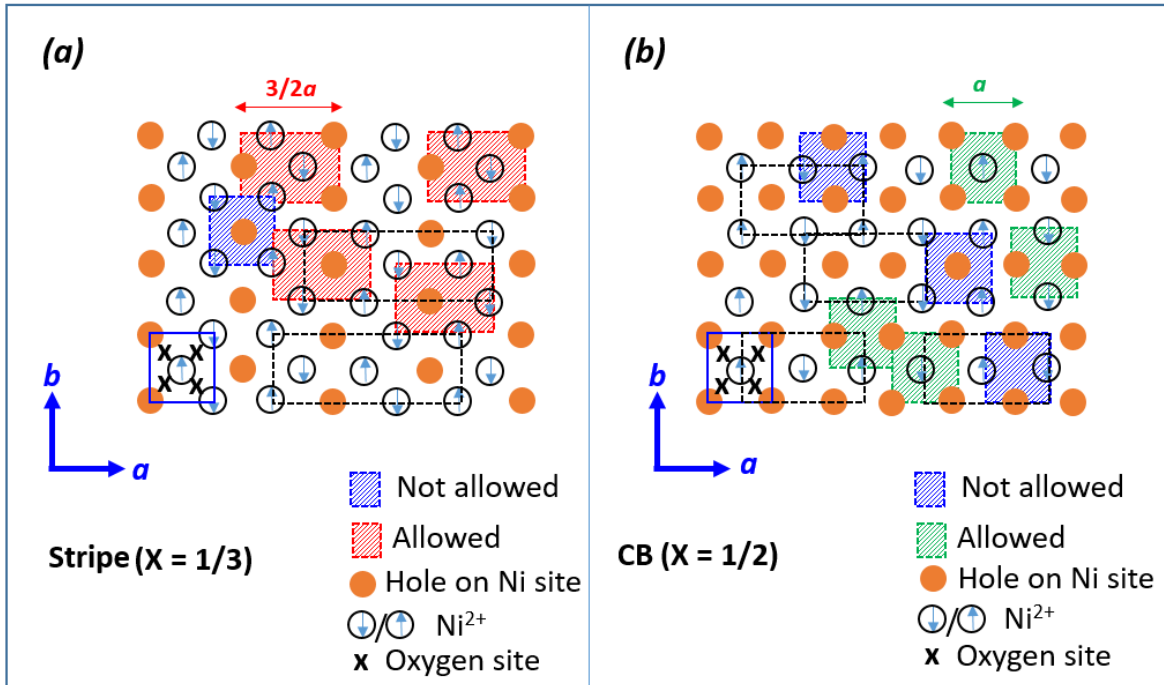 (a)
3/2a
b
a
Not allowed
Allowed
Stripe (X = 1/3)
Hole on Ni site
/ Ni²⁺
x Oxygen site
x x
x x
(b)
a
b
a
Not allowed
Allowed
CB (X = 1/2)
Hole on Ni site
/ Ni²⁺
x Oxygen site
x x
x x